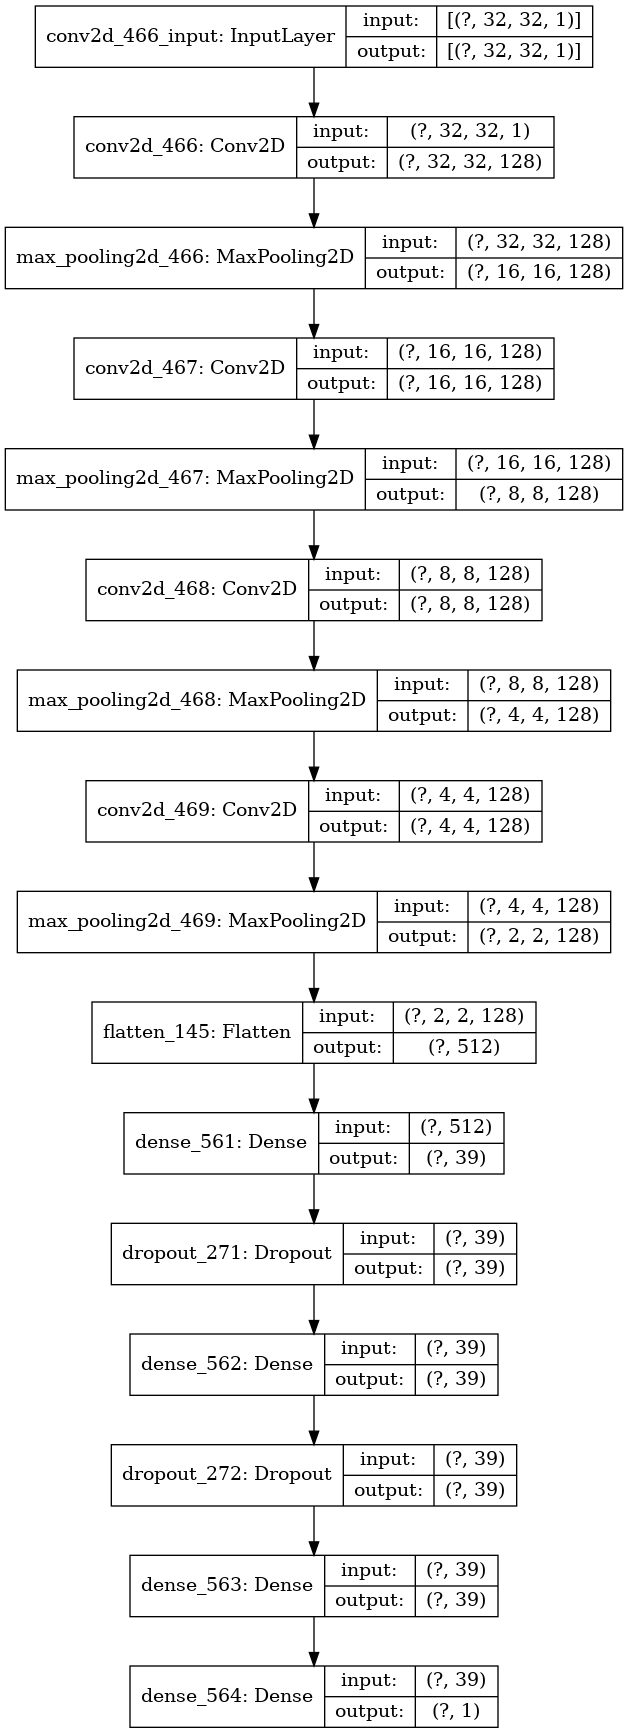 conv2d_466_input: InputLayer input: [(?, 32, 32, 1)]
output: [(?, 32, 32, 1)]
conv2d_466: Conv2D input: (?, 32, 32, 1)
output: (?, 32, 32, 128)
max_pooling2d_466: MaxPooling2D input: (?, 32, 32, 128)
output: (?, 16, 16, 128)
conv2d_467: Conv2D input: (?, 16, 16, 128)
output: (?, 16, 16, 128)
max_pooling2d_467: MaxPooling2D input: (?, 16, 16, 128)
output: (?, 8, 8, 128)
conv2d_468: Conv2D input: (?, 8, 8, 128)
output: (?, 8, 8, 128)
max_pooling2d_468: MaxPooling2D input: (?, 8, 8, 128)
output: (?, 4, 4, 128)
conv2d_469: Conv2D input: (?, 4, 4, 128)
output: (?, 4, 4, 128)
max_pooling2d_469: MaxPooling2D input: (?, 4, 4, 128)
output: (?, 2, 2, 128)
flatten_145: Flatten input: (?, 2, 2, 128)
output: (?, 512)
dense_561: Dense input: (?, 512)
output: (?, 39)
dropout_271: Dropout input: (?, 39)
output: (?, 39)
dense_562: Dense input: (?, 39)
output: (?, 39)
dropout_272: Dropout input: (?, 39)
output: (?, 39)
dense_563: Dense input: (?, 39)
output: (?, 39)
dense_564: Dense input: (?, 39)
output: (?, 1)